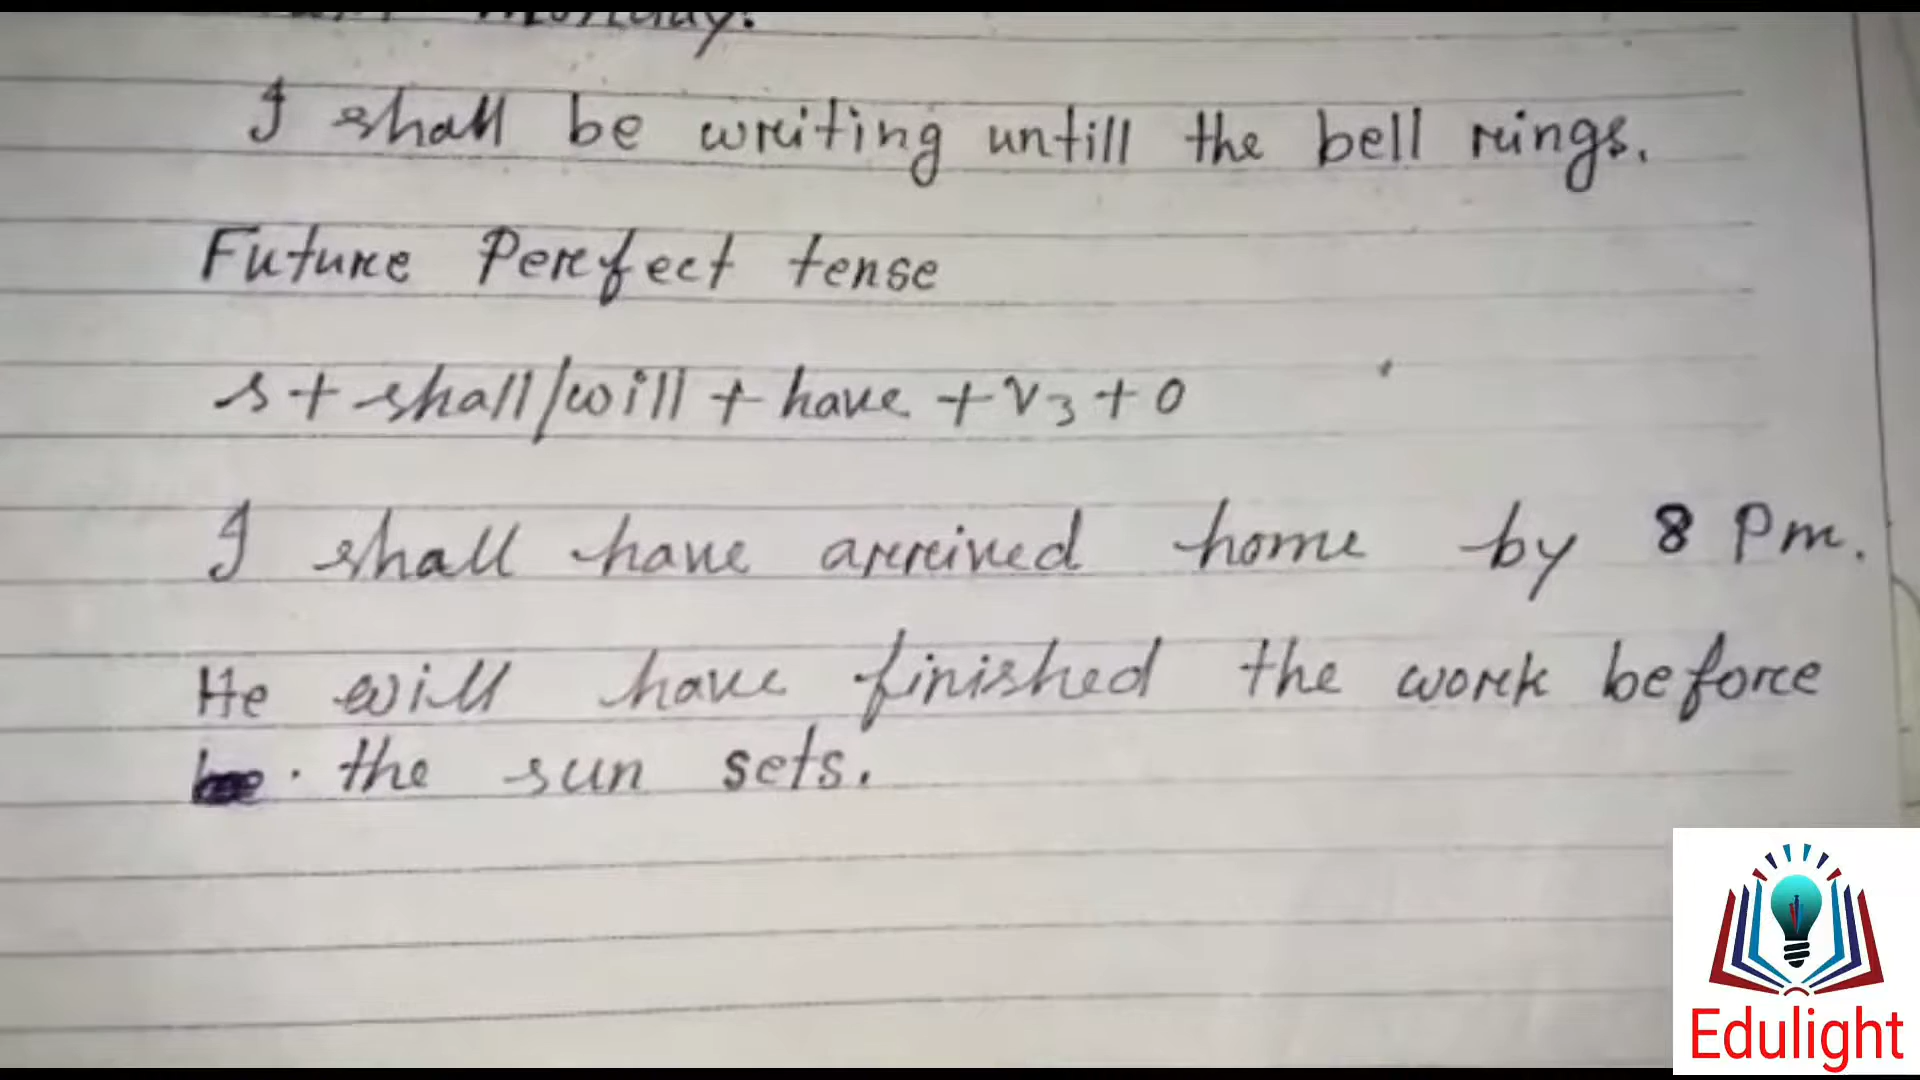 Monday.
I shall be writing untill the bell rings.
Future Perfect tense
s + shall/will + have + v3 + o
I shall have arrived home by 8 Pm.
He will have finished the work before
the sun sets.
Edulight